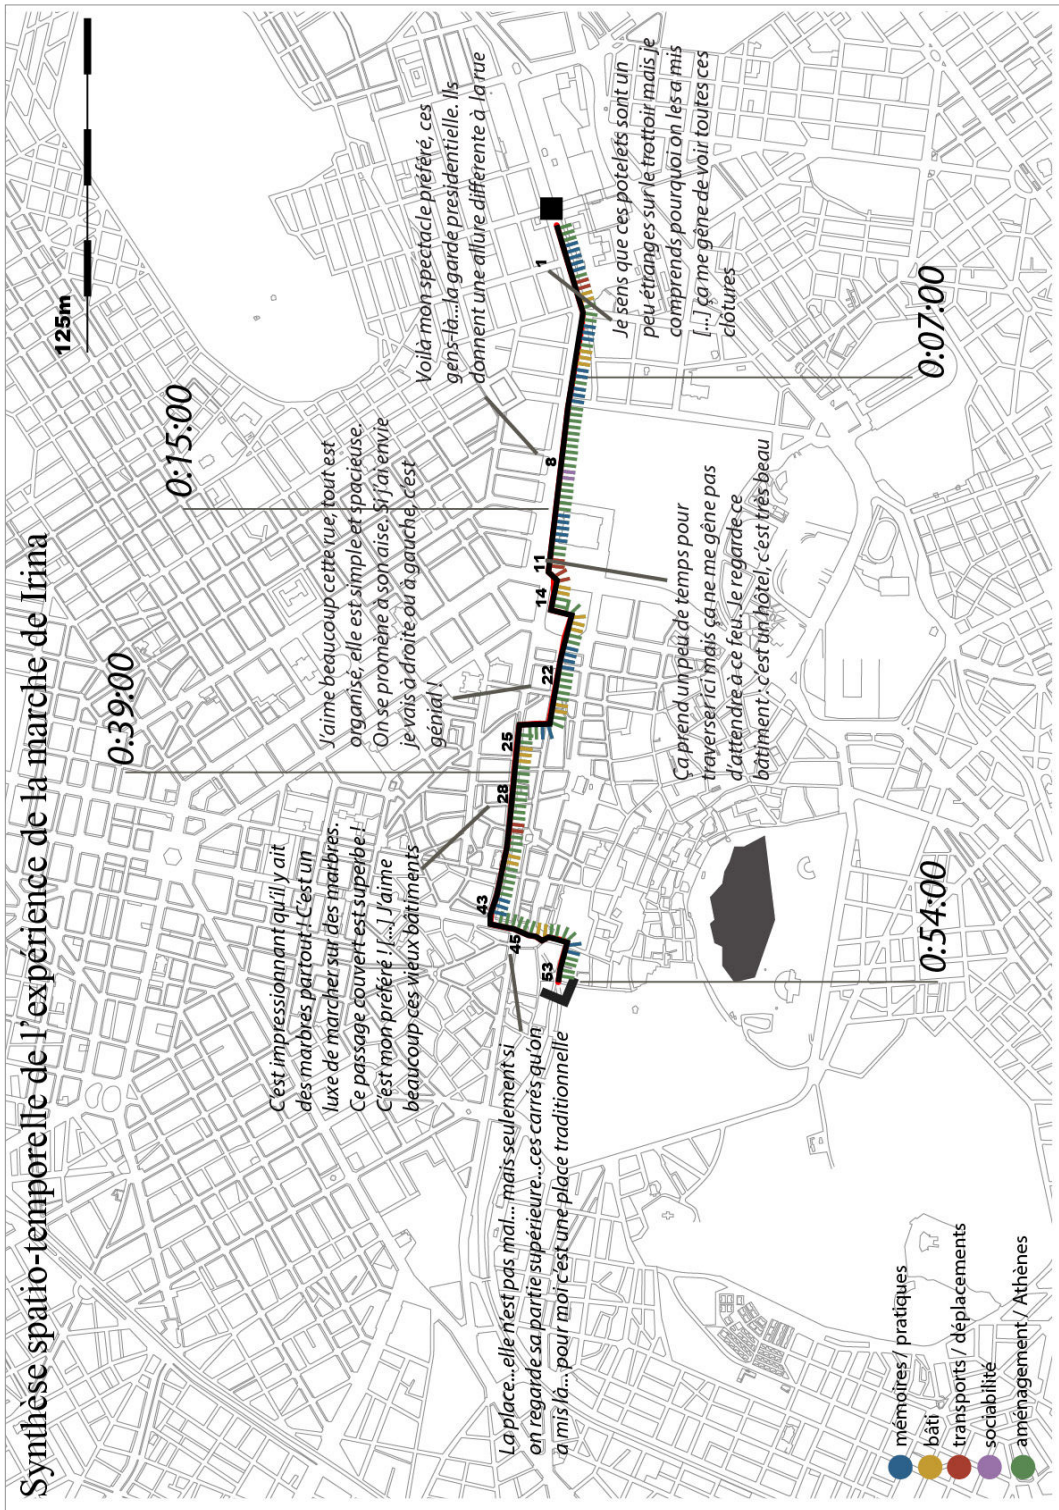 Synthèse spatio-temporelle de l'expérience de la marche de Irina
125m
0:39:00
0:15:00
C'est impressionnant qu'il y ait
des marbres partout ! C'est un
luxe de marcher sur des marbres.
Ce passage couvert est superbe !
C'est mon préféré ! [...] J'aime
beaucoup ces vieux bâtiments
J'aime beaucoup cette rue, tout est
organisé, elle est simple et spacieuse.
On se promène à son aise. Si j'ai envie
je vais à droite ou à gauche, c'est
génial !
Voilà mon spectacle préféré, ces
gens-là...la garde presidentielle. Ils
donnent une allure differente à la rue
La place...elle n'est pas mal... mais seulement si
on regarde sa partie supérieure...ces carrés qu'on
a mis là... pour moi c'est une place traditionnelle
53
45
43
28
25
22
14
11
8
1
Ça prend un peu de temps pour
traverser ici mais ça ne me gêne pas
d'attendre à ce feu. Je regarde ce
bâtiment : c'est un hôtel, c'est très beau
Je sens que ces potelets sont un
peu étranges sur le trottoir mais je
comprends pourquoi on les a mis
[...] ça me gêne de voir toutes ces
clôtures
0:54:00
0:07:00
mémoires / pratiques
bâti
transports / déplacements
sociabilité
aménagement / Athènes